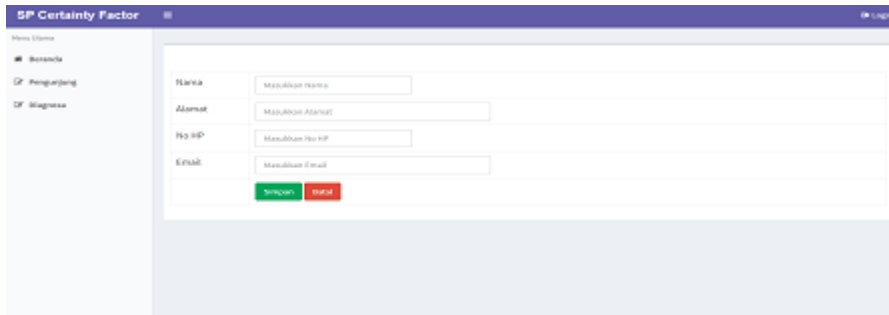 SP Certainty Factor
Login
Menu Utama
Beranda
Pengunjung
Diagnosa
Nama
Masukkan Nama
Alamat
Masukkan Alamat
No HP
Masukkan No HP
Email
Masukkan Email
Simpan Batal